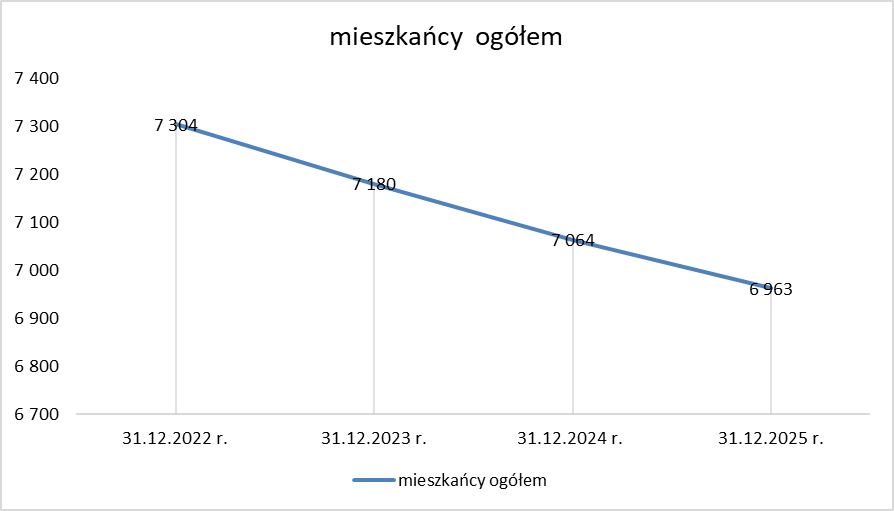 mieszkańcy  ogółem
7 400
7 300
7 200
7 100
7 000
6 900
6 800
6 700
7 304
7 180
7 064
6 963
31.12.2022 r.
31.12.2023 r.
31.12.2024 r.
31.12.2025 r.
mieszkańcy ogółem